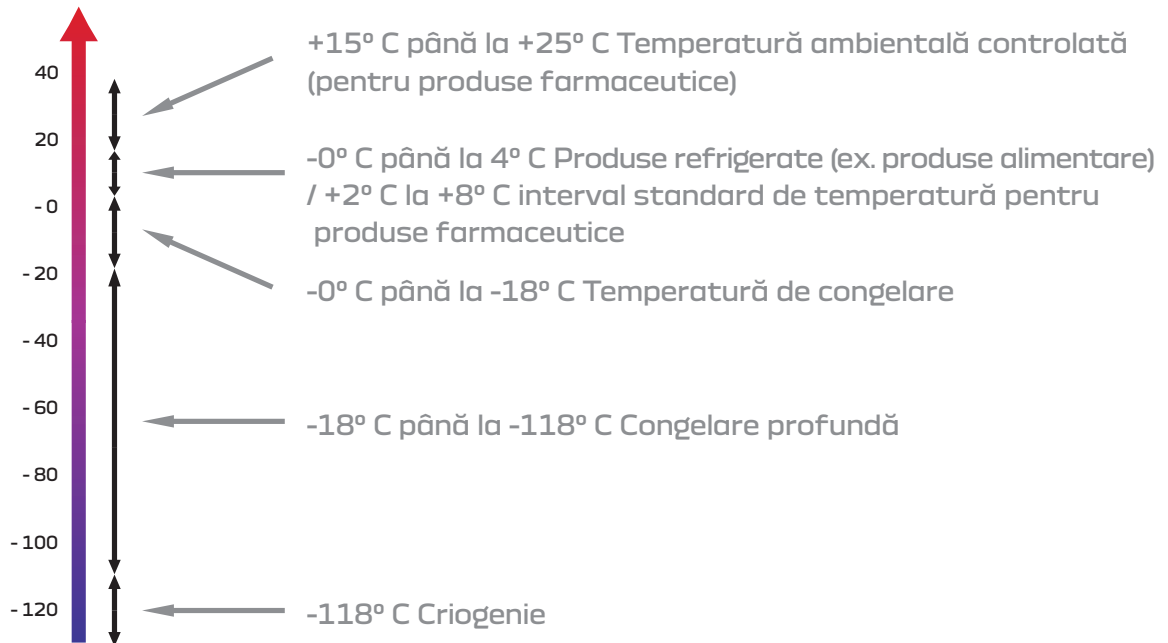 +15º C până la +25º C Temperatură ambientală controlată
(pentru produse farmaceutice)
40
20
-0º C până la 4º C Produse refrigerate (ex. produse alimentare)
/ +2º C la +8º C interval standard de temperatură pentru
produse farmaceutice
- 0
- 20
-0º C până la -18º C Temperatură de congelare
- 40
- 60
-18º C până la -118º C Congelare profundă
- 80
- 100
- 120
-118º C Criogenie